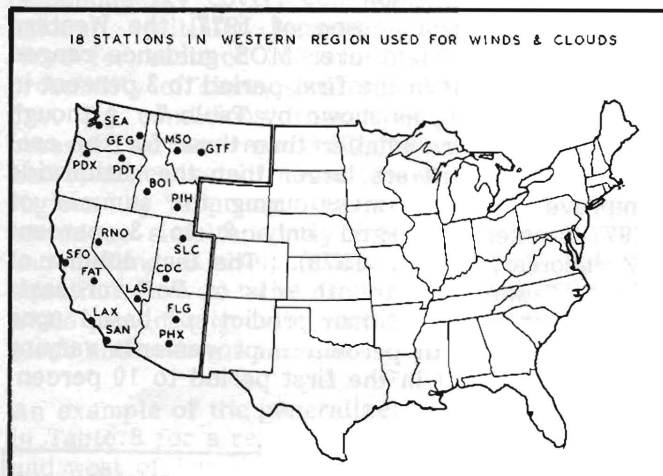 18 STATIONS IN WESTERN REGION USED FOR WINDS & CLOUDS
SEA
GEG
MSO
GTF
PDX
PDT
BOI
PIH
RNO
SLC
SFO
FAT
CDC
LAS
LAX
FLG
SAN
PHX